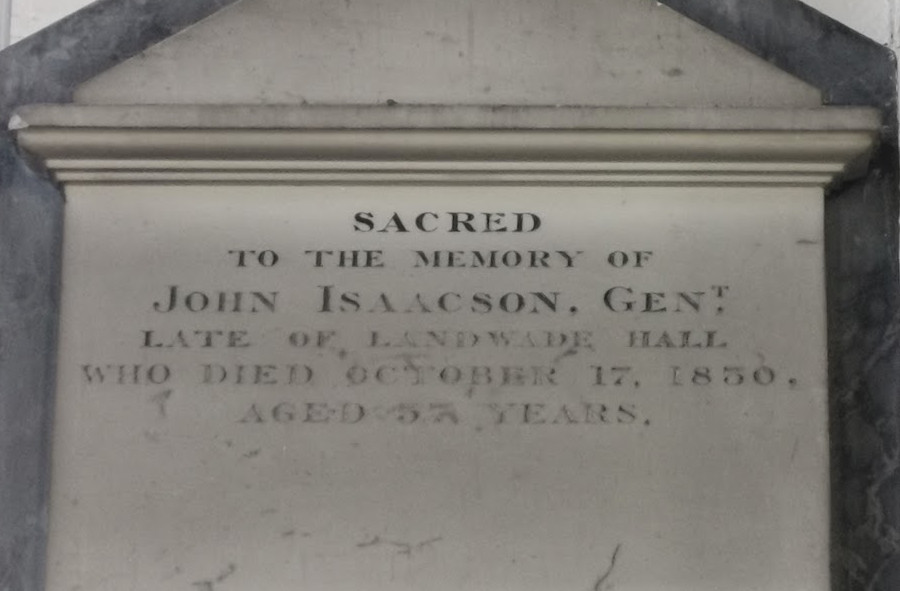 SACRED
TO THE MEMORY OF
JOHN ISAACSON, GENT
LATE OF LANDWADE HALL
WHO DIED OCTOBER 17, 1830,
AGED YEARS.